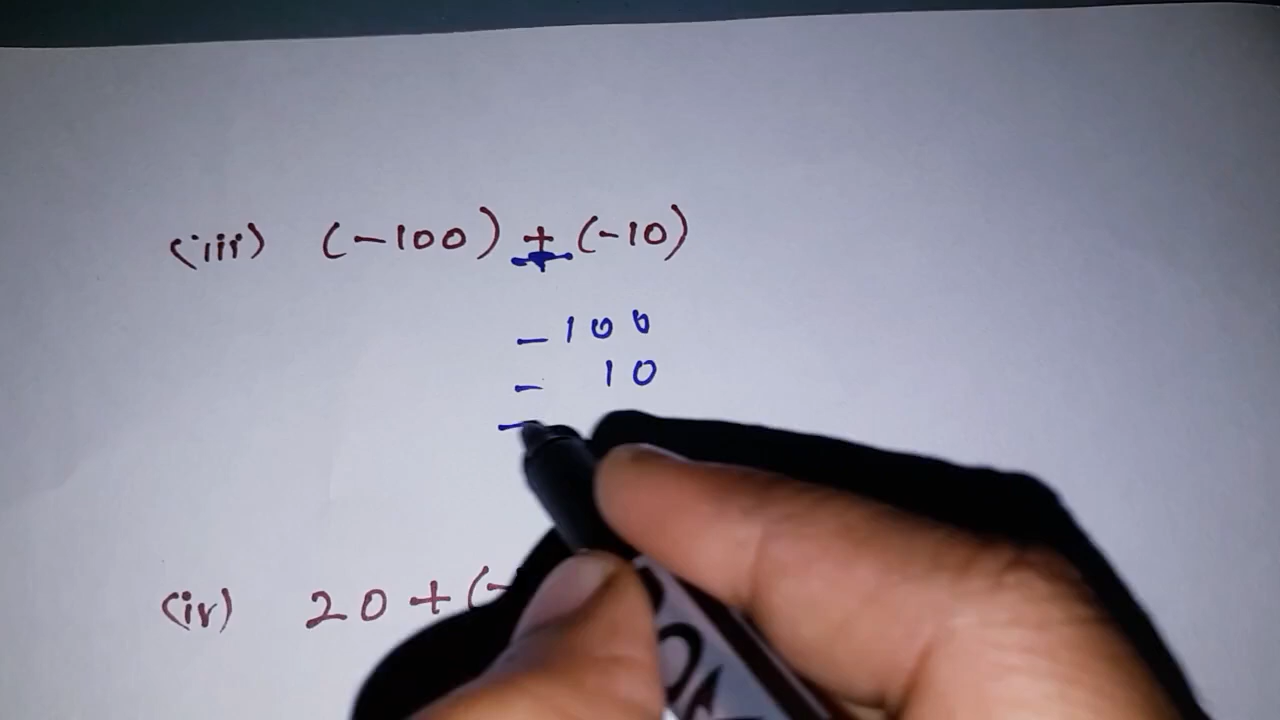 (iii) (-100) + (-10)
- 100
- 10
(iv) 20 + (-